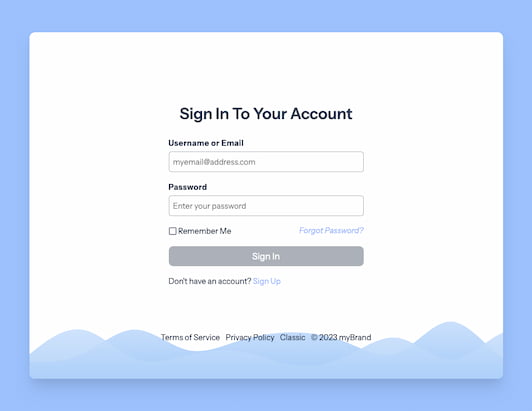 Sign In To Your Account
Username or Email
myemail@address.com
Password
Enter your password
Remember Me Forgot Password?
Sign In
Don't have an account? Sign Up
Terms of Service Privacy Policy Classic © 2023 myBrand